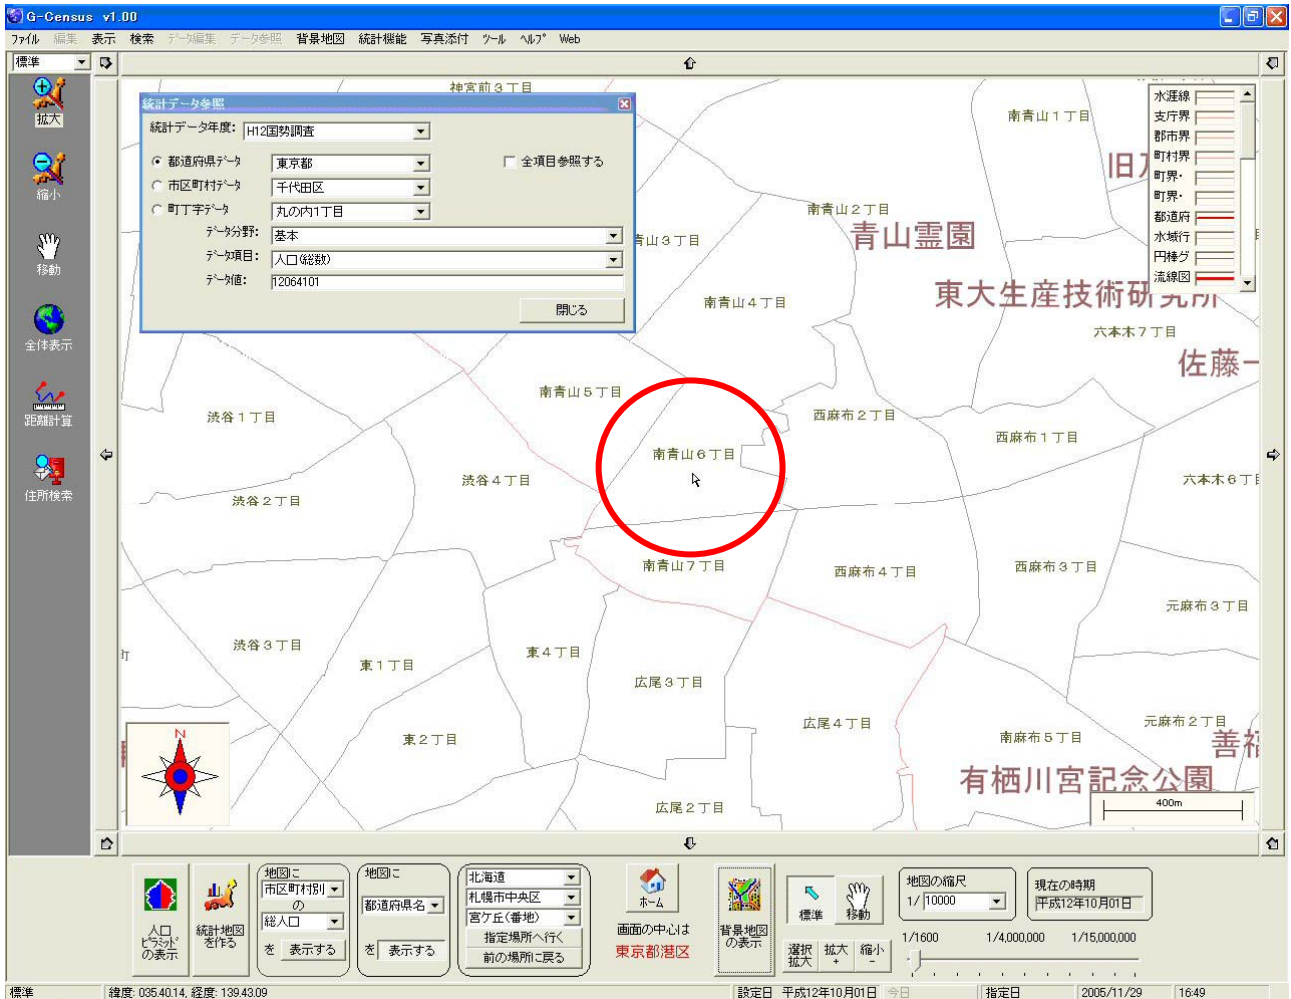 G-Census v1.00
ファイル 編集 表示 検索 データ編集 データ参照 背景地図 統計機能 写真添付 ツール ヘルプ Web
標準
拡大
縮小
移動
全体表示
距離計算
住所検索
統計データ参照
統計データ年度: H12国勢調査
都道府県データ 東京都 全項目参照する
市区町村データ 千代田区
町丁字データ 丸の内1丁目
データ分野: 基本
データ項目: 人口(総数)
データ値: 12064101
閉じる
水涯線
支庁界
郡市界
町村界
町界・
町界・
都道府
水域行
円棒グ
流線図
神宮前3丁目
南青山1丁目
南青山2丁目
青山霊園
青山3丁目
南青山4丁目
東大生産技術研究所
六本木7丁目
佐藤一
南青山5丁目
渋谷1丁目
西麻布2丁目
西麻布1丁目
南青山6丁目
渋谷4丁目
六本木6丁目
渋谷2丁目
南青山7丁目
西麻布4丁目
西麻布3丁目
元麻布3丁目
渋谷3丁目
東1丁目
東4丁目
広尾3丁目
広尾4丁目
元麻布2丁目
東2丁目
南麻布5丁目
善福
有栖川宮記念公園
広尾2丁目
N
400m
人口ピラミッドの表示
統計地図を作る
地図に
市区町村別
の
総人口
を 表示する
地図に
都道府県名
を 表示する
北海道
札幌市中央区
宮ケ丘(番地)
指定場所へ行く
前の場所に戻る
ホーム
画面の中心は
東京都港区
背景地図の表示
標準 移動
選択拡大 拡大+ 縮小-
地図の縮尺
1/ 10000
現在の時期
平成12年10月01日
1/1600 1/4,000,000 1/15,000,000
標準 緯度: 035.40.14, 経度: 139.43.09 設定日 平成12年10月01日 今日 指定日 2005/11/29 16:49